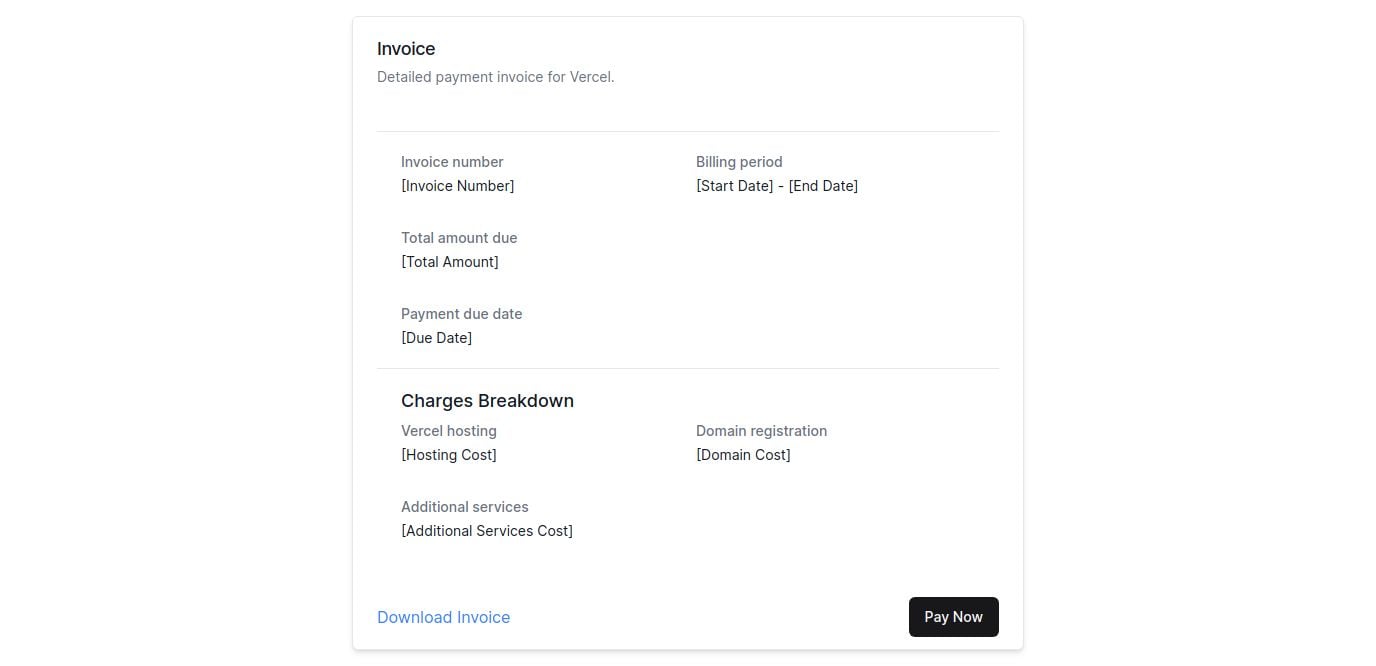 Invoice
Detailed payment invoice for Vercel.
Invoice number
[Invoice Number]
Billing period
[Start Date] - [End Date]
Total amount due
[Total Amount]
Payment due date
[Due Date]
Charges Breakdown
Vercel hosting
[Hosting Cost]
Domain registration
[Domain Cost]
Additional services
[Additional Services Cost]
Download Invoice
Pay Now